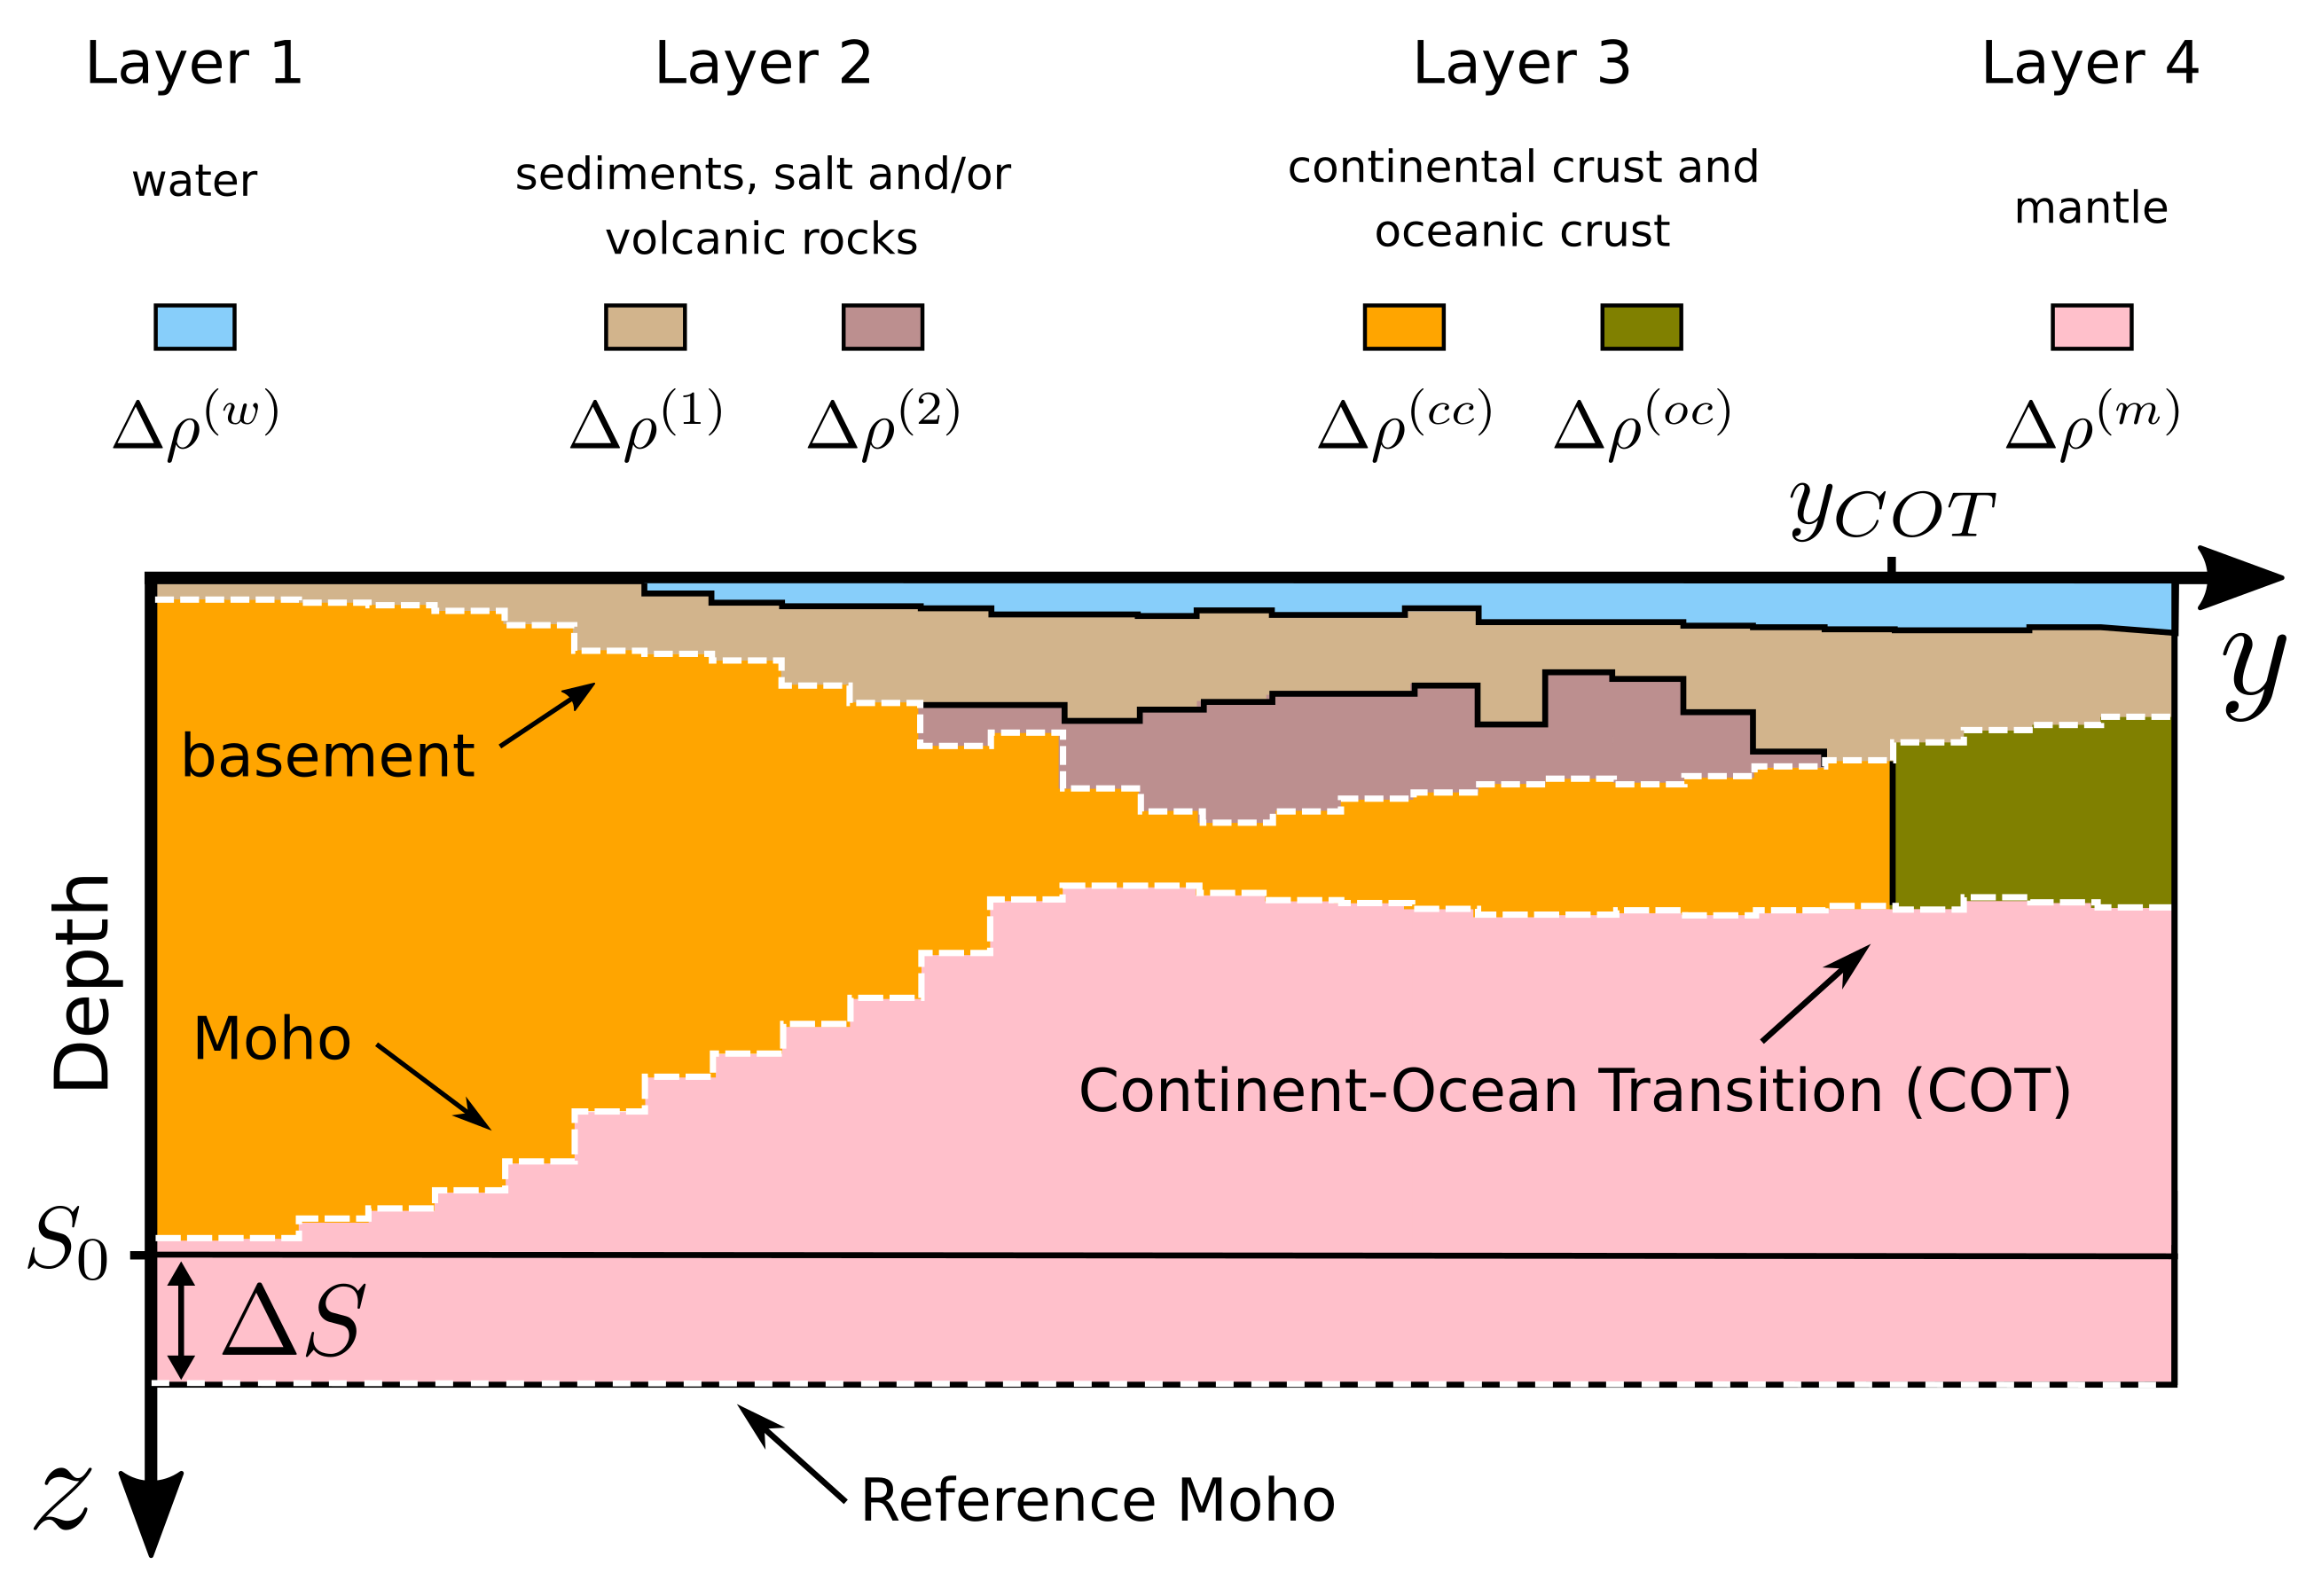 Layer 1 Layer 2 Layer 3 Layer 4
water
sediments, salt and/or
volcanic rocks
continental crust and
oceanic crust
mantle
Δρ^(w) Δρ^(1) Δρ^(2) Δρ^(cc) Δρ^(oc) Δρ^(m)
y_COT
y
basement
Depth
Moho
Continent-Ocean Transition (COT)
S_0
ΔS
z
Reference Moho